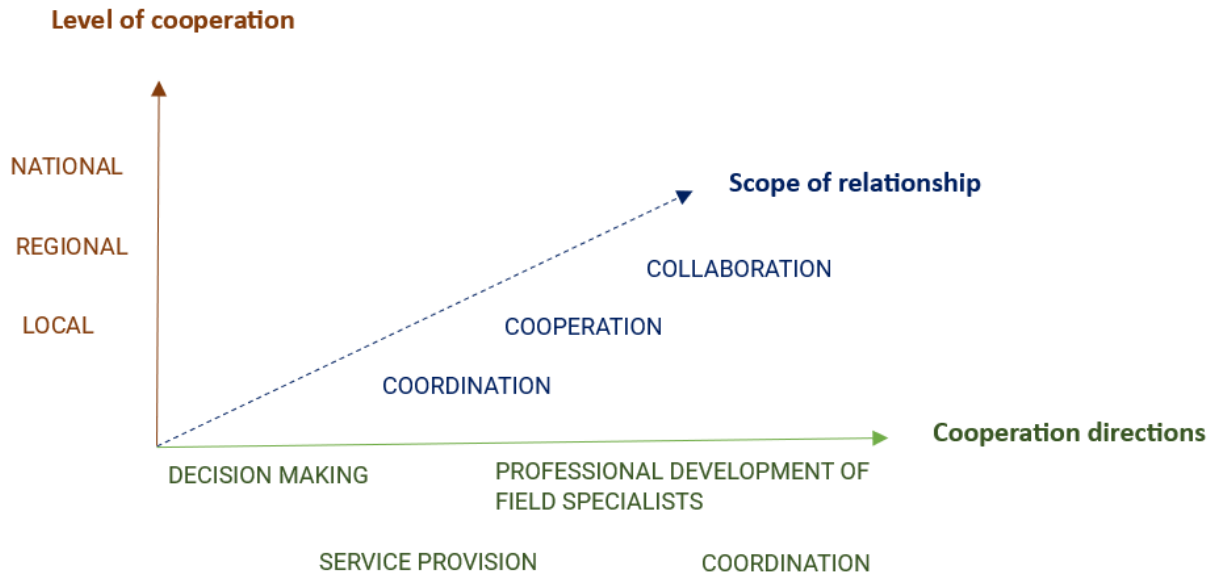 Level of cooperation
NATIONAL
Scope of relationship
REGIONAL
COLLABORATION
LOCAL
COOPERATION
COORDINATION
Cooperation directions
DECISION MAKING
PROFESSIONAL DEVELOPMENT OF
FIELD SPECIALISTS
SERVICE PROVISION
COORDINATION